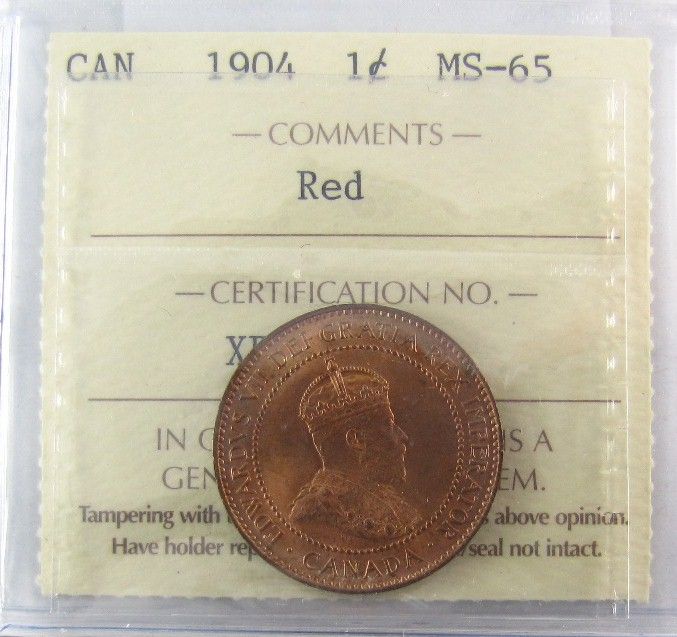 CAN 1904 1¢ MS-65
— COMMENTS —
Red
— CERTIFICATION NO. —
IN S A
GEN EM.
Tampering with above opinion.
Have holder /seal not intact.
EDWARDVS VII DEI GRATIA REX IMPERATOR
· CANADA ·